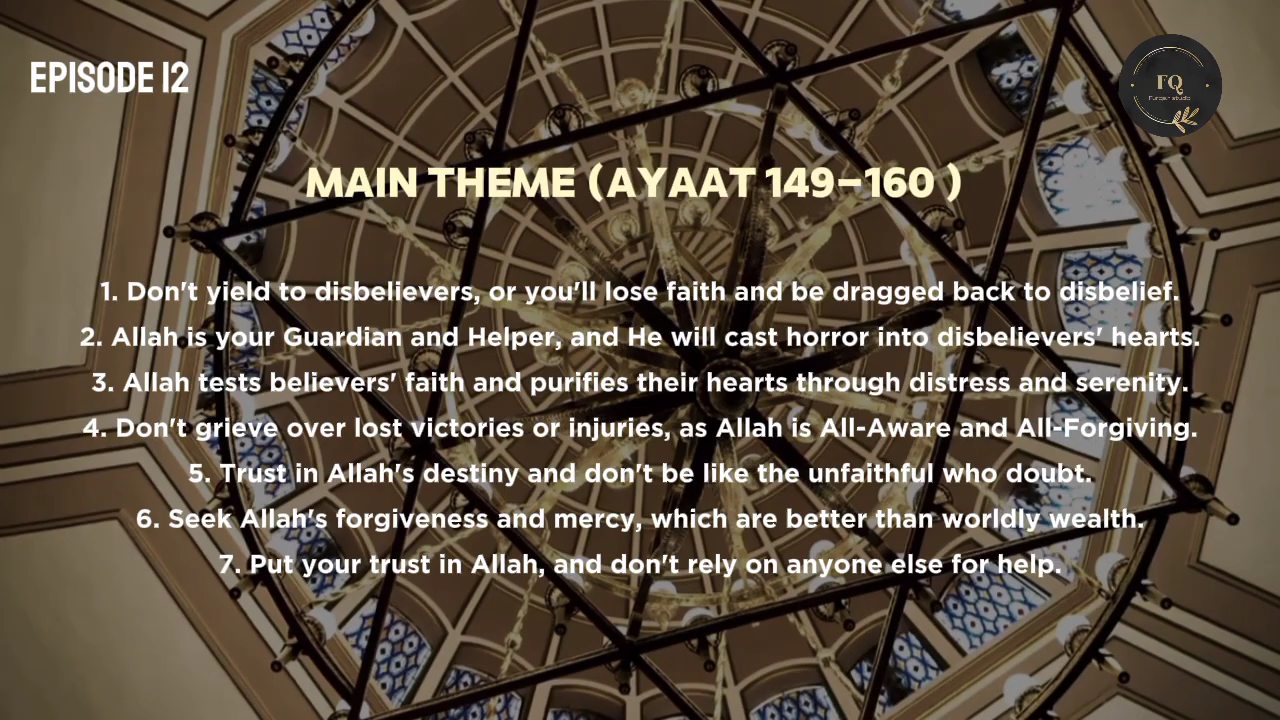 EPISODE 12
FQ
Furqan studio
MAIN THEME (AYAAT 149-160 )
1. Don't yield to disbelievers, or you'll lose faith and be dragged back to disbelief.
2. Allah is your Guardian and Helper, and He will cast horror into disbelievers' hearts.
3. Allah tests believers' faith and purifies their hearts through distress and serenity.
4. Don't grieve over lost victories or injuries, as Allah is All-Aware and All-Forgiving.
5. Trust in Allah's destiny and don't be like the unfaithful who doubt.
6. Seek Allah's forgiveness and mercy, which are better than worldly wealth.
7. Put your trust in Allah, and don't rely on anyone else for help.